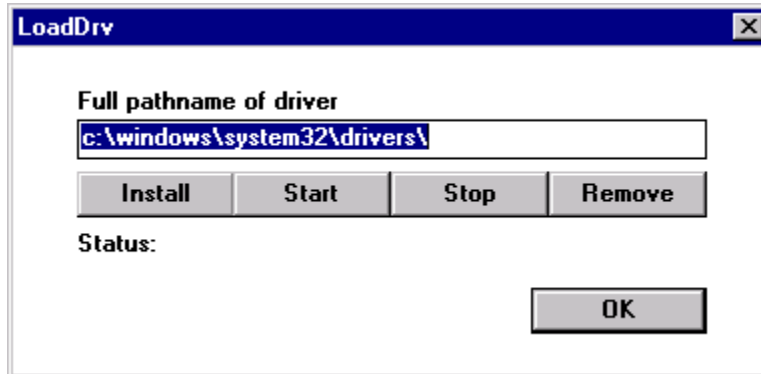 LoadDrv
Full pathname of driver
c:\windows\system32\drivers\
Install Start Stop Remove
Status:
OK